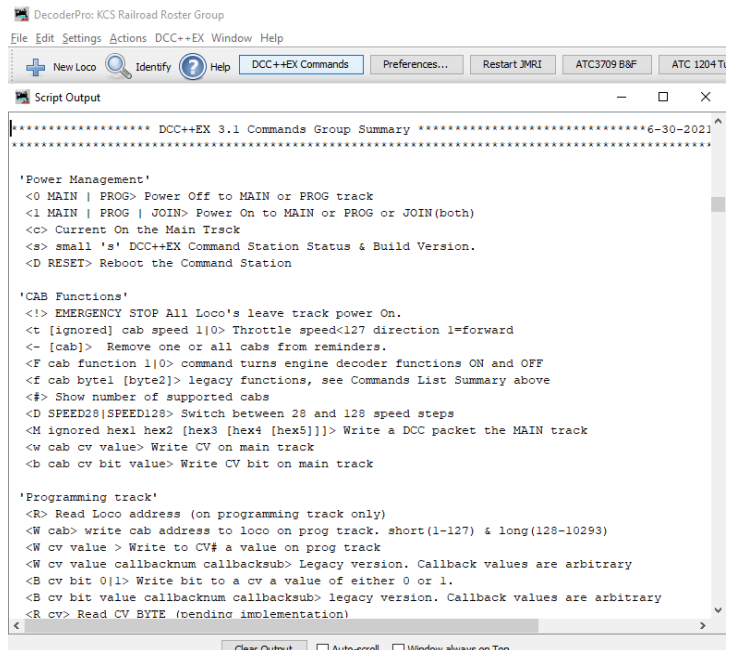 DecoderPro: KCS Railroad Roster Group
File Edit Settings Actions DCC++EX Window Help
New Loco Identify Help DCC++EX Commands Preferences... Restart JMRI ATC3709 B&F ATC 1204 Tu
Script Output
******************* DCC++EX 3.1 Commands Group Summary *******************************6-30-2021
***********************************************************************************************
'Power Management'
<0 MAIN | PROG> Power Off to MAIN or PROG track
<1 MAIN | PROG | JOIN> Power On to MAIN or PROG or JOIN(both)
<c> Current On the Main Trsck
<s> small 's' DCC++EX Command Station Status & Build Version.
<D RESET> Reboot the Command Station
'CAB Functions'
<!> EMERGENCY STOP All Loco's leave track power On.
<t [ignored] cab speed 1|0> Throttle speed<127 direction 1=forward
<- [cab]>  Remove one or all cabs from reminders.
<F cab function 1|0> command turns engine decoder functions ON and OFF
<f cab byte1 [byte2]> legacy functions, see Commands List Summary above
<#> Show number of supported cabs
<D SPEED28|SPEED128> Switch between 28 and 128 speed steps
<M ignored hex1 hex2 [hex3 [hex4 [hex5]]]> Write a DCC packet the MAIN track
<w cab cv value> Write CV on main track
<b cab cv bit value> Write CV bit on main track
'Programming track'
<R> Read Loco address (on programming track only)
<W cab> write cab address to loco on prog track. short(1-127) & long(128-10293)
<W cv value > Write to CV# a value on prog track
<W cv value callbacknum callbacksub> Legacy version. Callback values are arbitrary
<B cv bit 0|1> Write bit to a cv a value of either 0 or 1.
<B cv bit value callbacknum callbacksub> legacy version. Callback values are arbitrary
<R cv> Read CV BYTE (pending implementation)
Clear Output Auto-scroll Window always on Top